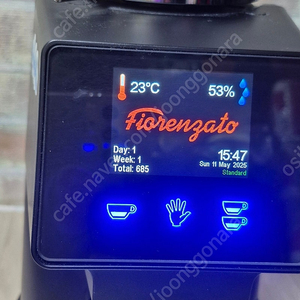 23°C 53%
Fiorenzato
Day: 1
Week: 1
Total: 685
15:47
Sun 11 May 2025
Standard